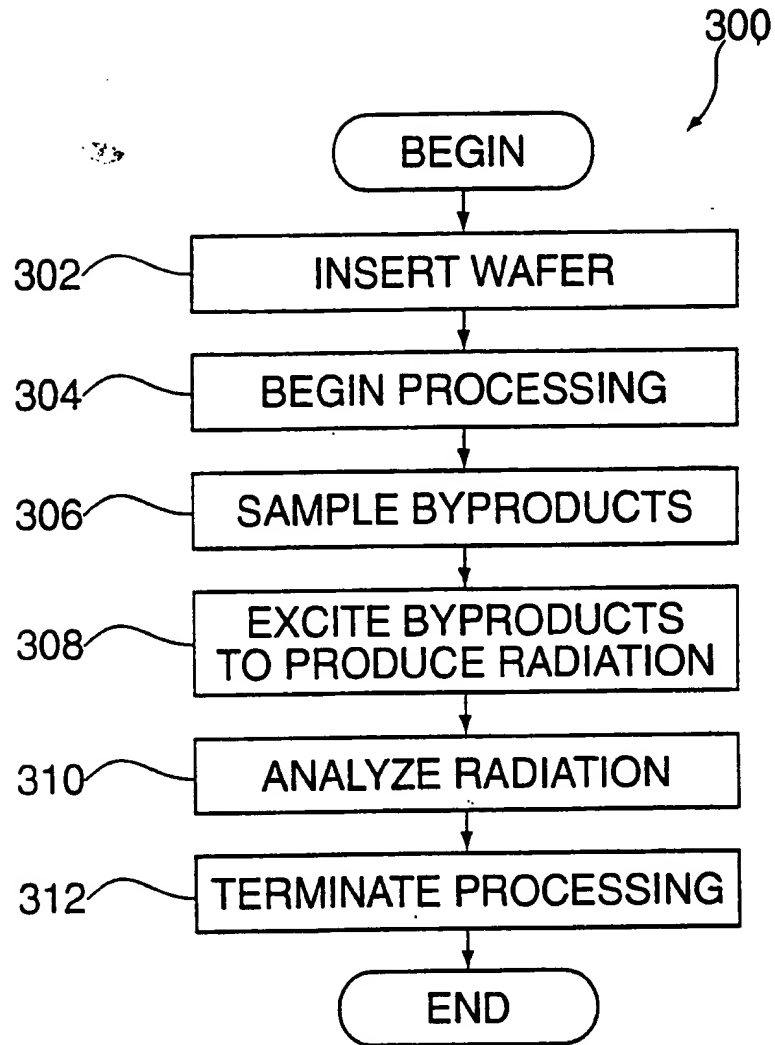 300
BEGIN
302 INSERT WAFER
304 BEGIN PROCESSING
306 SAMPLE BYPRODUCTS
308 EXCITE BYPRODUCTS
TO PRODUCE RADIATION
310 ANALYZE RADIATION
312 TERMINATE PROCESSING
END